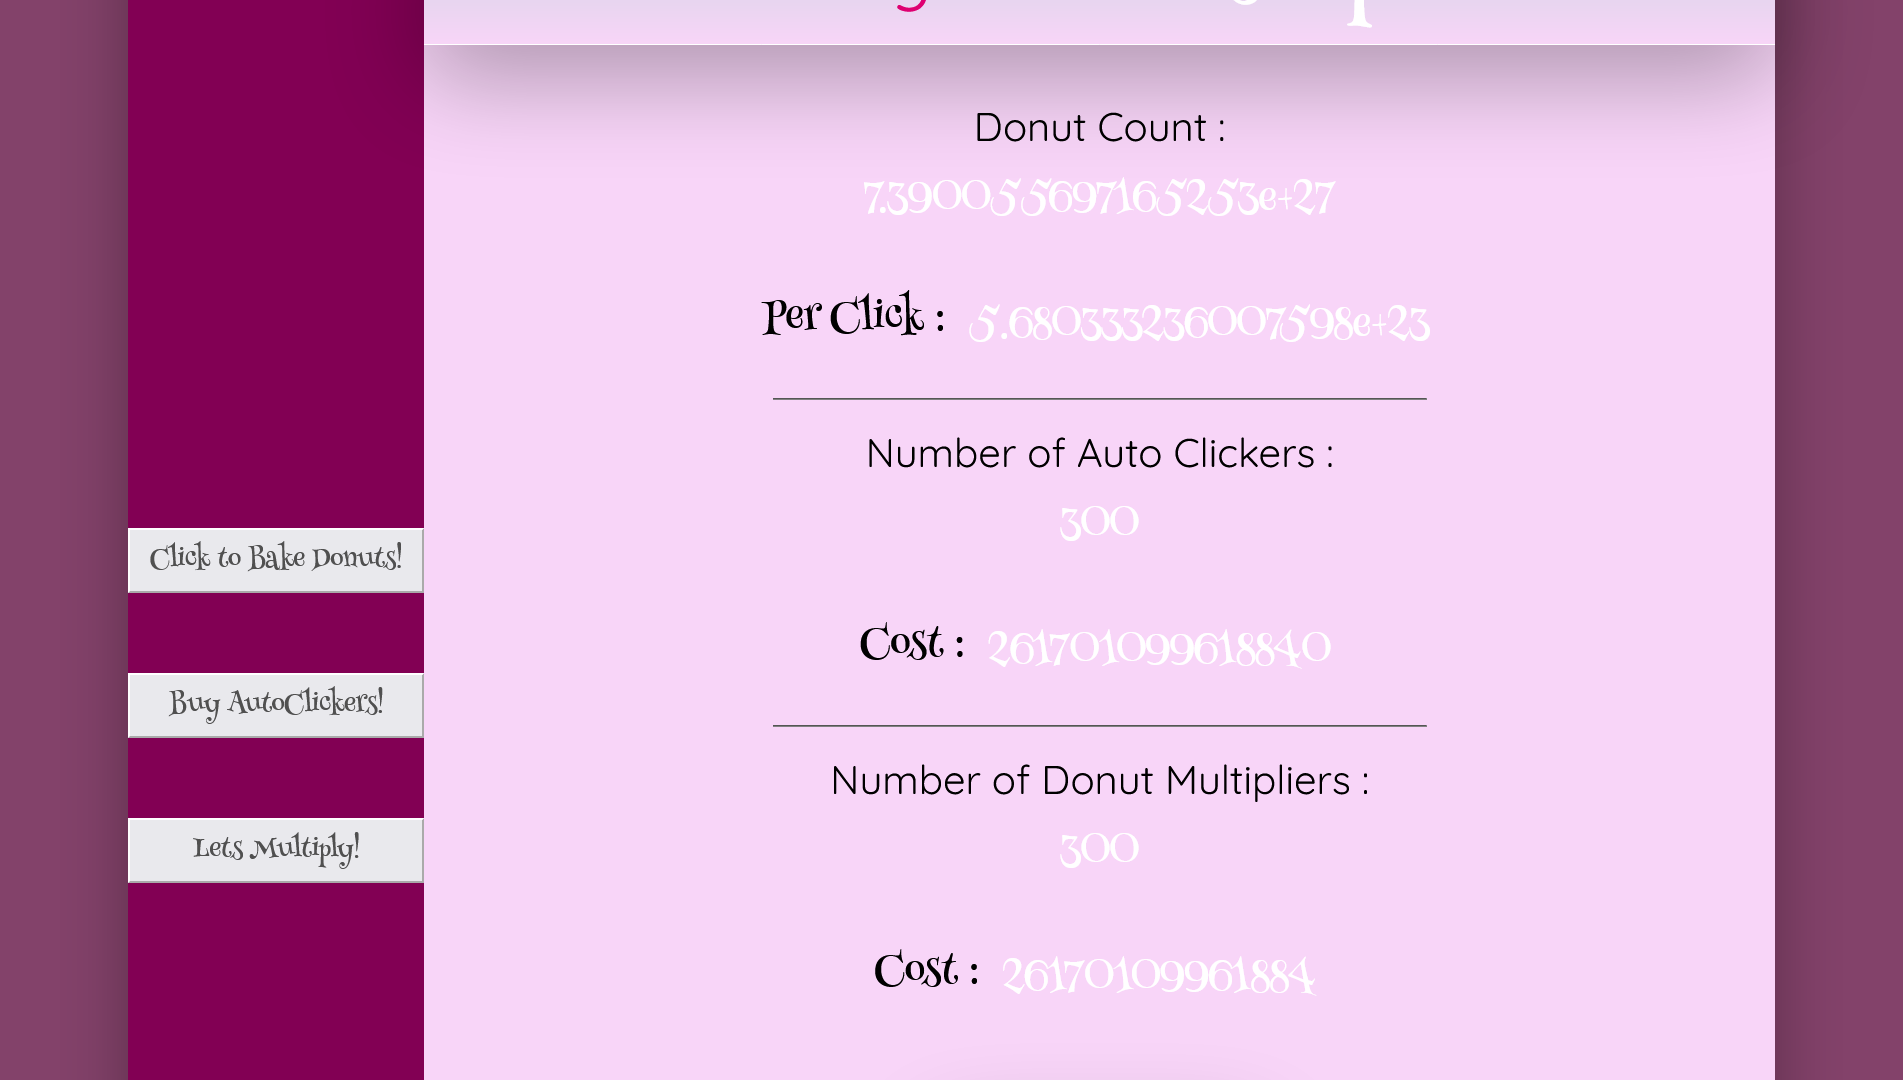 Donut Count :
7.390055697165253e+27
Per Click : 5.680333236007598e+23
Number of Auto Clickers :
300
Cost : 261701099618840
Number of Donut Multipliers :
300
Cost : 26170109961884
Click to Bake Donuts!
Buy AutoClickers!
Lets Multiply!